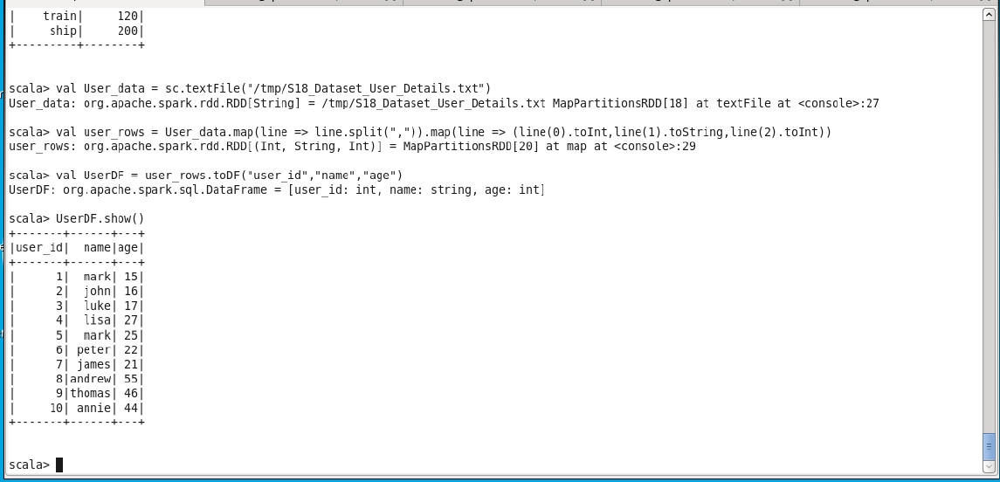 |    train|     120|
|     ship|     200|
+---------+--------+
scala> val User_data = sc.textFile("/tmp/S18_Dataset_User_Details.txt")
User_data: org.apache.spark.rdd.RDD[String] = /tmp/S18_Dataset_User_Details.txt MapPartitionsRDD[18] at textFile at <console>:27
scala> val user_rows = User_data.map(line => line.split(",")).map(line => (line(0).toInt,line(1).toString,line(2).toInt))
user_rows: org.apache.spark.rdd.RDD[(Int, String, Int)] = MapPartitionsRDD[20] at map at <console>:29
scala> val UserDF = user_rows.toDF("user_id","name","age")
UserDF: org.apache.spark.sql.DataFrame = [user_id: int, name: string, age: int]
scala> UserDF.show()
+-------+------+---+
|user_id|  name|age|
+-------+------+---+
|      1|  mark| 15|
|      2|  john| 16|
|      3|  luke| 17|
|      4|  lisa| 27|
|      5|  mark| 25|
|      6| peter| 22|
|      7| james| 21|
|      8|andrew| 55|
|      9|thomas| 46|
|     10| annie| 44|
+-------+------+---+
scala>